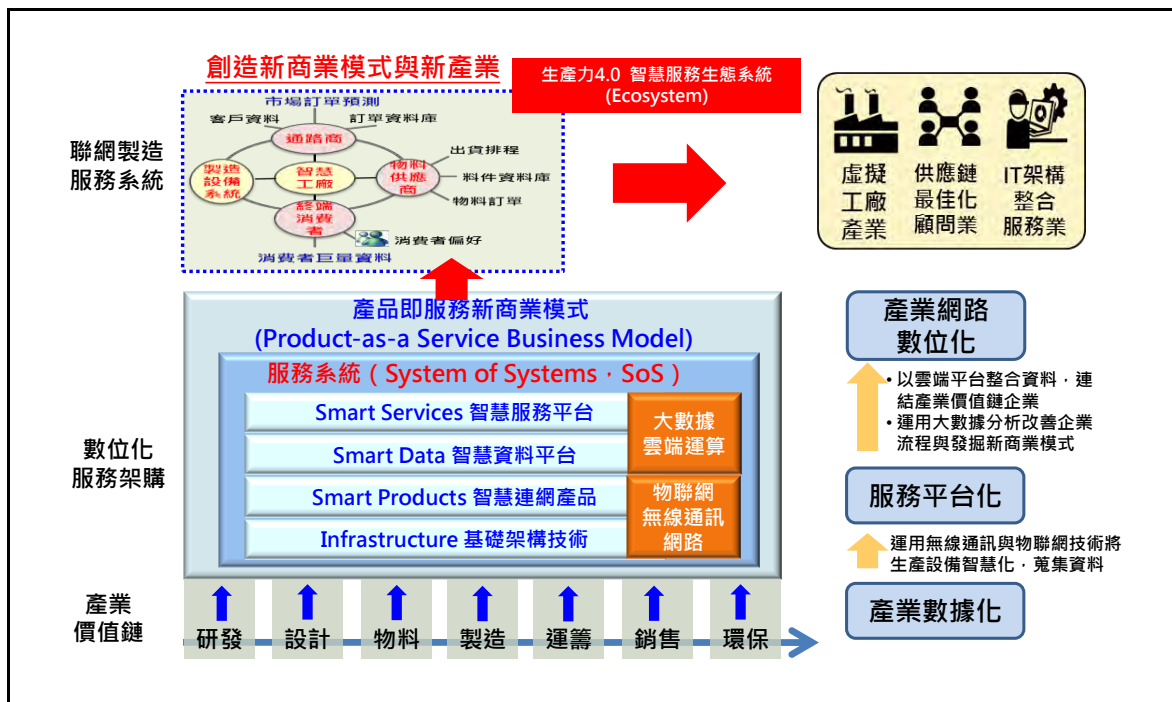 創造新商業模式與新產業
生產力4.0 智慧服務生態系統
(Ecosystem)
聯網製造
服務系統
市場訂單預測
客戶資料
訂單資料庫
通路商
製造
設備
系統
智慧
工廠
物料
供應
商
出貨排程
料件資料庫
物料訂單
終端
消費
者
消費者偏好
消費者巨量資料
虛擬
工廠
產業
供應鏈
最佳化
顧問業
IT架構
整合
服務業
數位化
服務架購
產品即服務新商業模式
(Product-as-a Service Business Model)
服務系統（System of Systems，SoS）
Smart Services 智慧服務平台
Smart Data 智慧資料平台
大數據
雲端運算
Smart Products 智慧連網產品
Infrastructure 基礎架構技術
物聯網
無線通訊
網路
產業網路
數位化
•以雲端平台整合資料，連
結產業價值鏈企業
•運用大數據分析改善企業
流程與發掘新商業模式
服務平台化
運用無線通訊與物聯網技術將
生產設備智慧化，蒐集資料
產業數據化
產業
價值鏈
研發
設計
物料
製造
運籌
銷售
環保